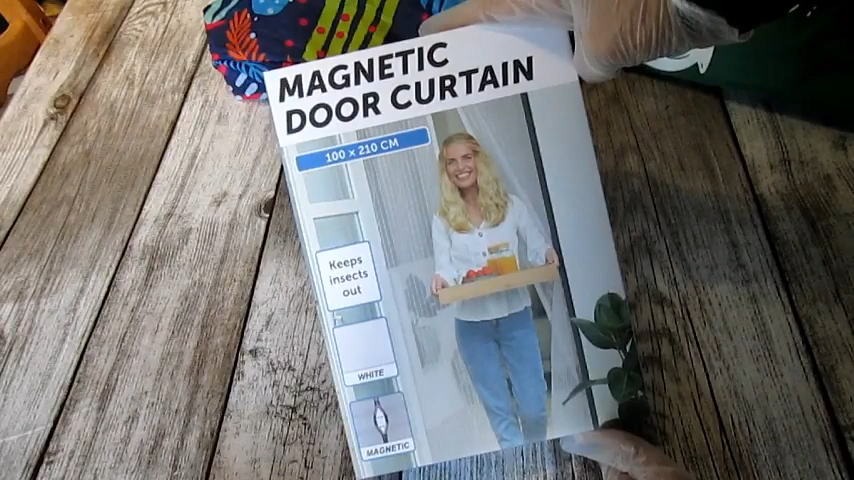 MAGNETIC
DOOR CURTAIN
100 x 210 CM
Keeps
insects
out
WHITE
MAGNETIC